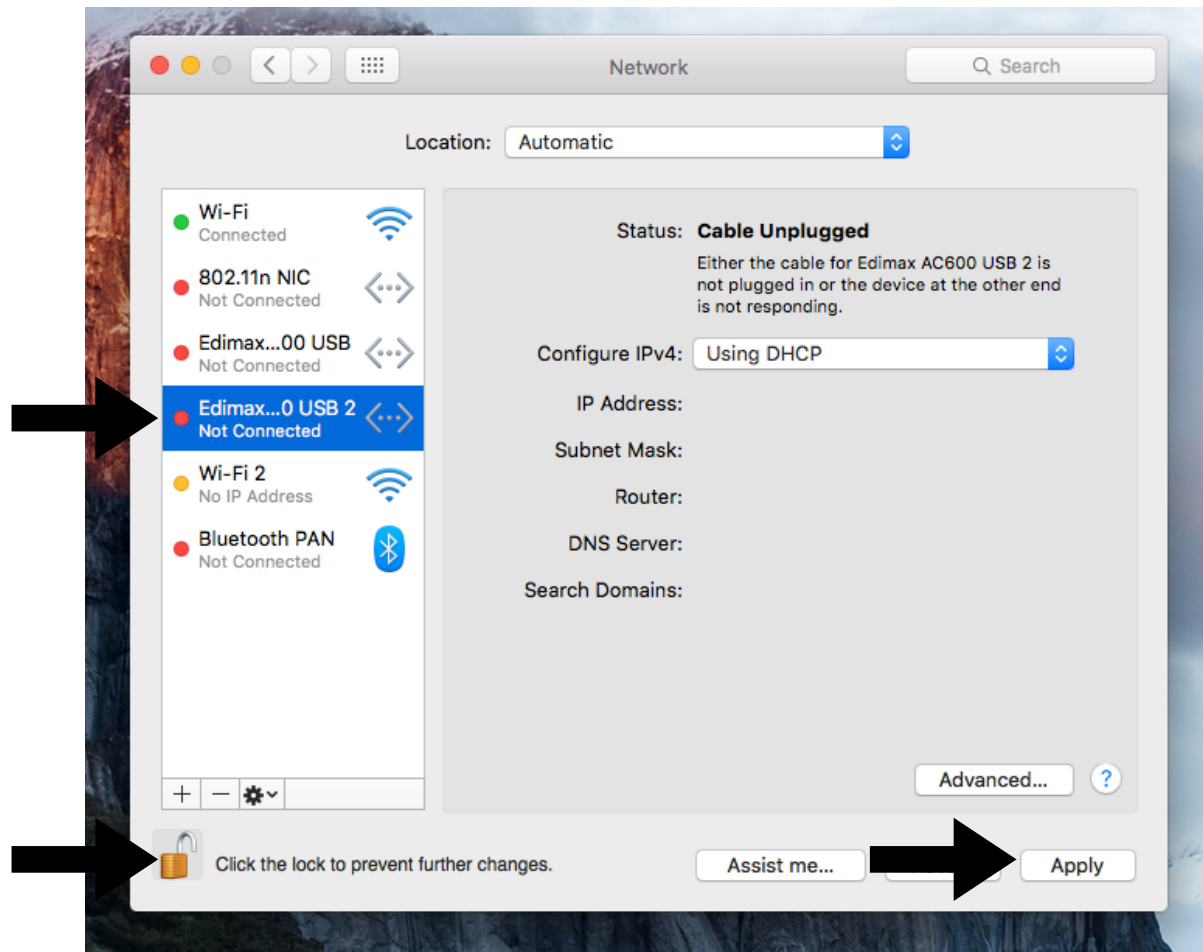 Network
Search
Location: Automatic
Wi-Fi
Connected
802.11n NIC
Not Connected
Edimax...00 USB
Not Connected
Edimax...0 USB 2
Not Connected
Wi-Fi 2
No IP Address
Bluetooth PAN
Not Connected
Status: Cable Unplugged
Either the cable for Edimax AC600 USB 2 is
not plugged in or the device at the other end
is not responding.
Configure IPv4: Using DHCP
IP Address:
Subnet Mask:
Router:
DNS Server:
Search Domains:
Advanced... ?
Click the lock to prevent further changes.
Assist me...
Apply